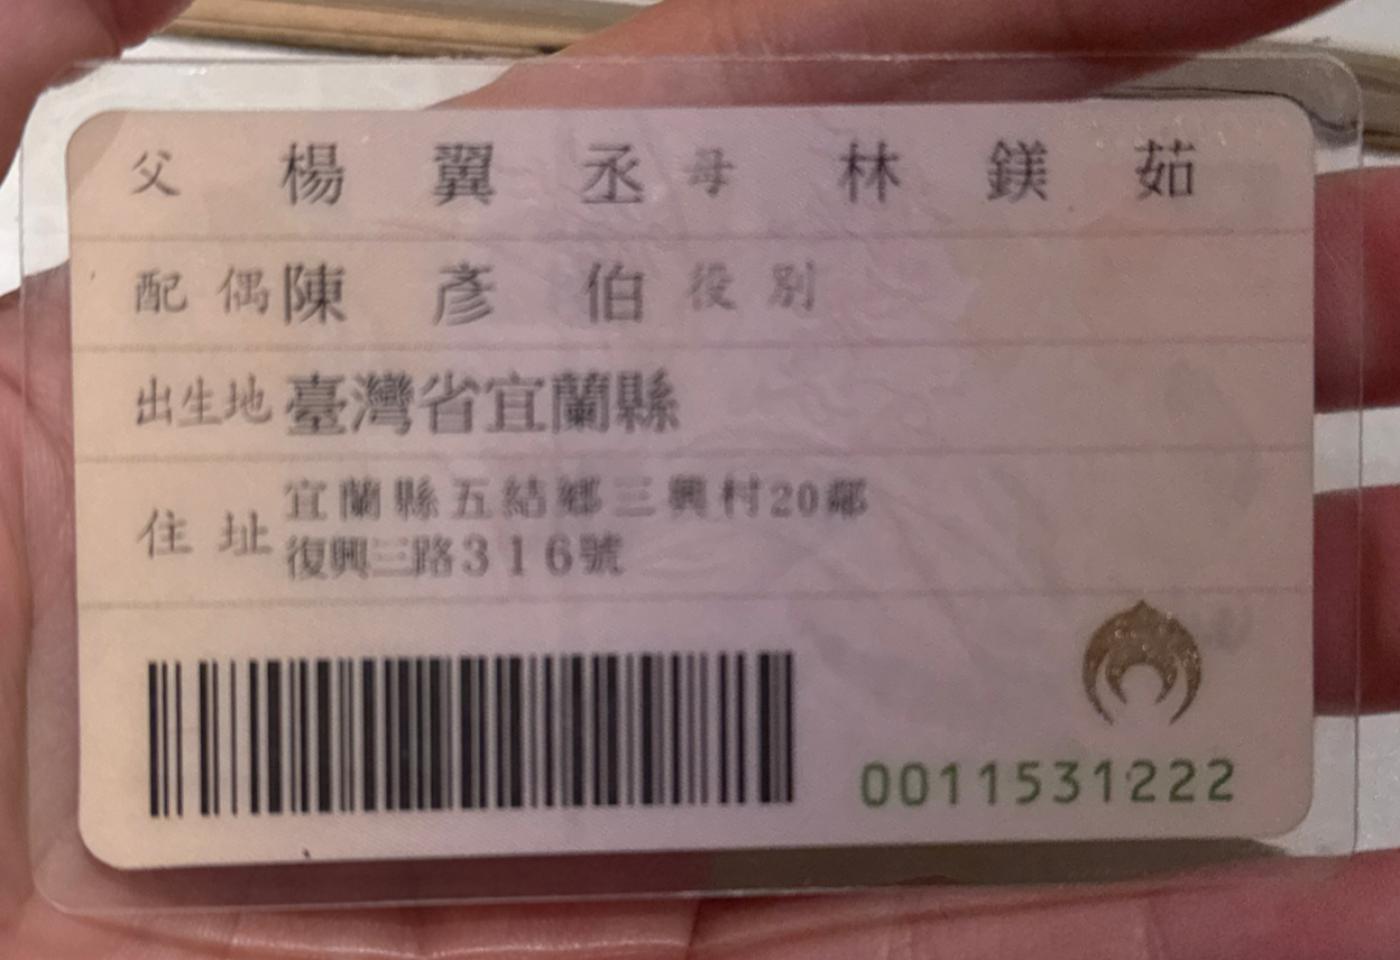 父 楊翼丞 母 林鎂茹
配偶 陳彥伯 役別
出生地 臺灣省宜蘭縣
住址 宜蘭縣五結鄉三興村20鄰
復興三路316號
0011531222